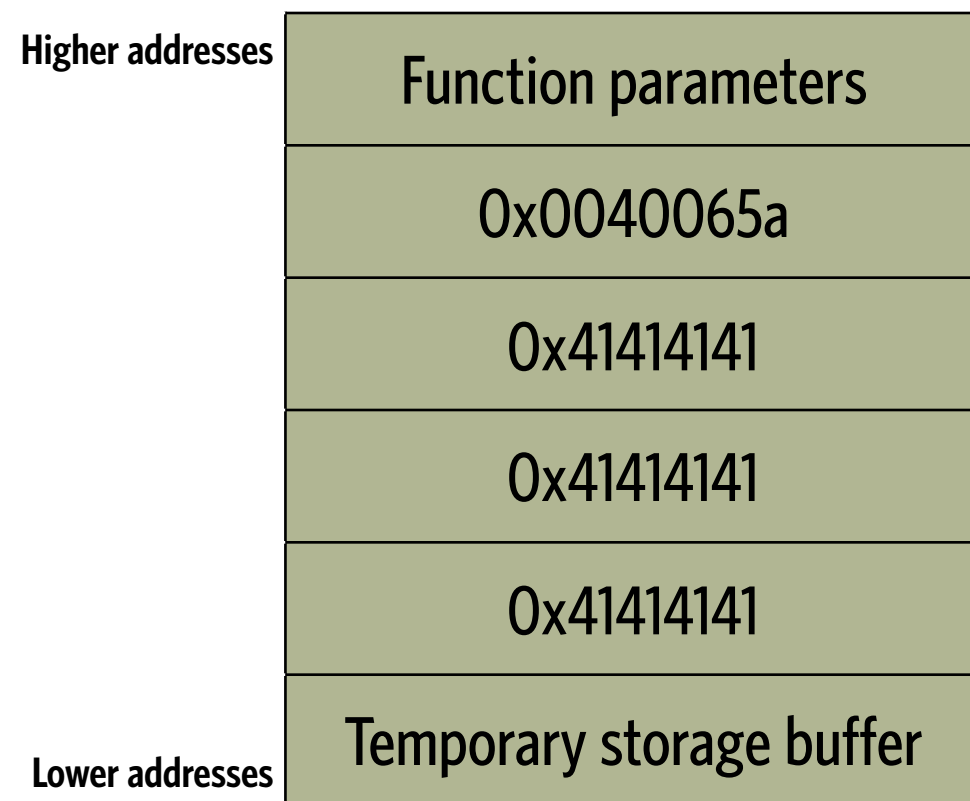 Higher addresses
Function parameters
0x0040065a
0x41414141
0x41414141
0x41414141
Temporary storage buffer
Lower addresses